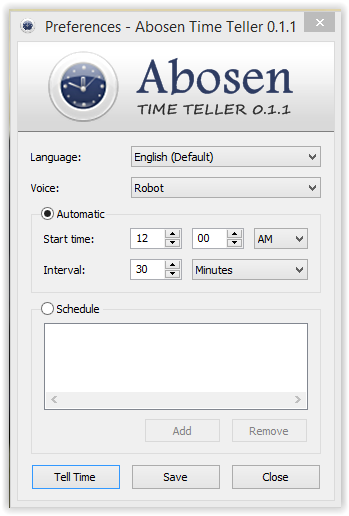 Preferences - Abosen Time Teller 0.1.1
Abosen
TIME TELLER 0.1.1
Language: English (Default)
Voice: Robot
Automatic
Start time: 12 00 AM
Interval: 30 Minutes
Schedule
Add Remove
Tell Time Save Close